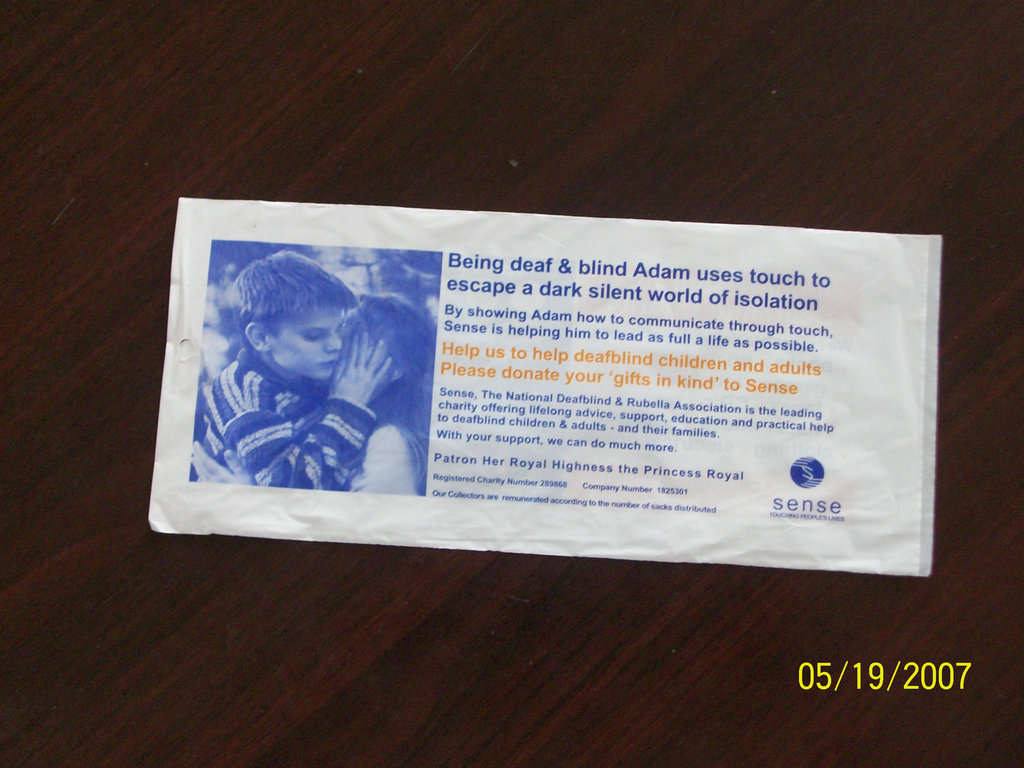 Being deaf & blind Adam uses touch to
escape a dark silent world of isolation
By showing Adam how to communicate through touch,
Sense is helping him to lead as full a life as possible.
Help us to help deafblind children and adults
Please donate your 'gifts in kind' to Sense
Sense, The National Deafblind & Rubella Association is the leading
charity offering lifelong advice, support, education and practical help
to deafblind children & adults - and their families.
With your support, we can do much more.
Patron Her Royal Highness the Princess Royal
Registered Charity Number 289868 Company Number 1825301
Our Collectors are remunerated according to the number of sacks distributed
sense
TOUCHING PEOPLE'S LIVES
05/19/2007